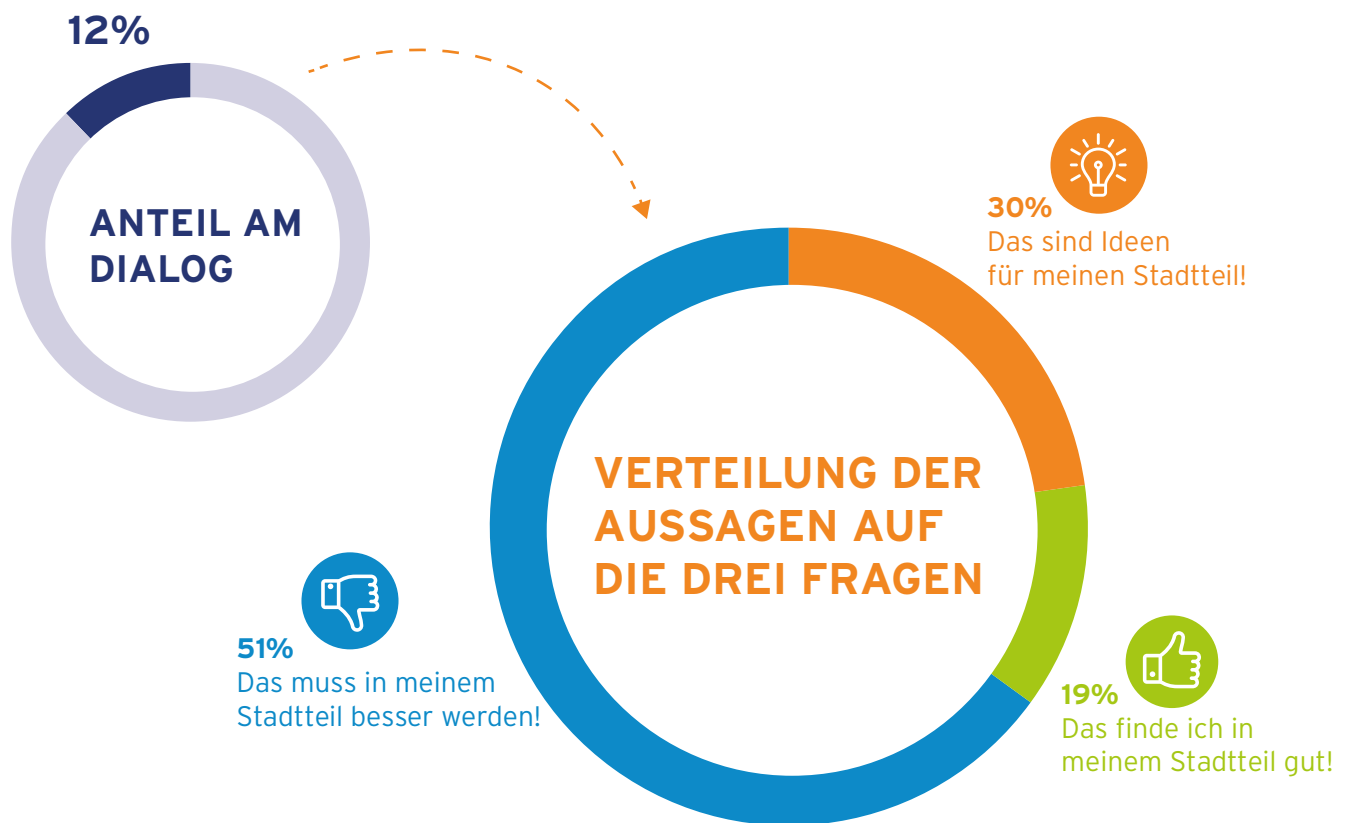 12%
ANTEIL AM
DIALOG
30%
Das sind Ideen
für meinen Stadtteil!
VERTEILUNG DER
AUSSAGEN AUF
DIE DREI FRAGEN
51%
Das muss in meinem
Stadtteil besser werden!
19%
Das finde ich in
meinem Stadtteil gut!